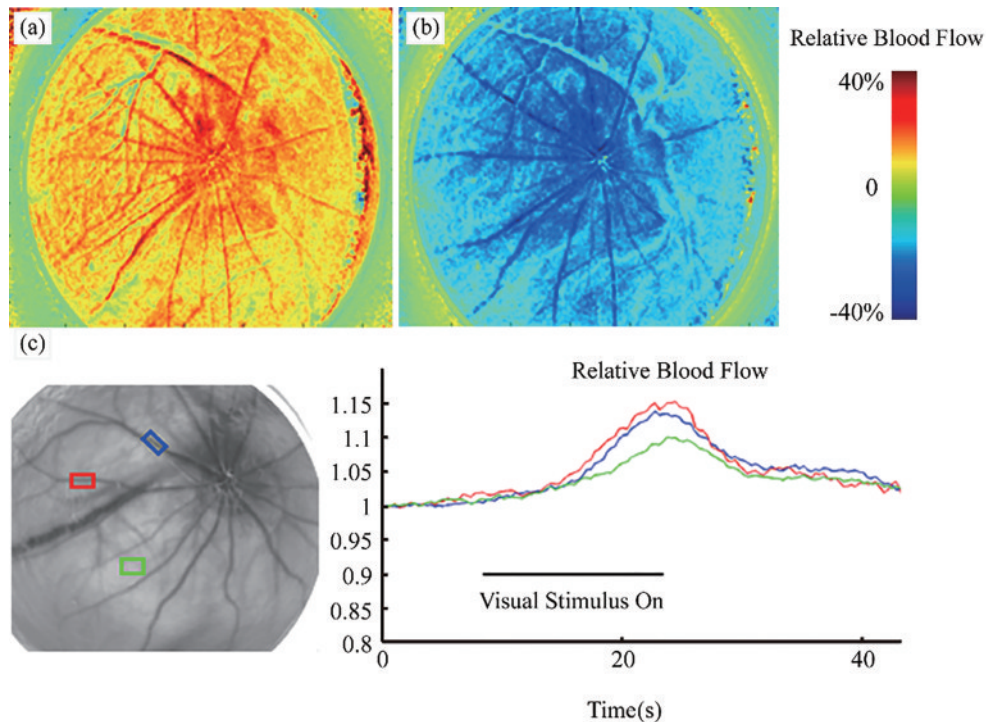 (a)
(b)
Relative Blood Flow
40%
0
-40%
(c)
Relative Blood Flow
1.15
1.1
1.05
1
0.95
0.9
0.85
0.8
Visual Stimulus On
0
20
40
Time(s)